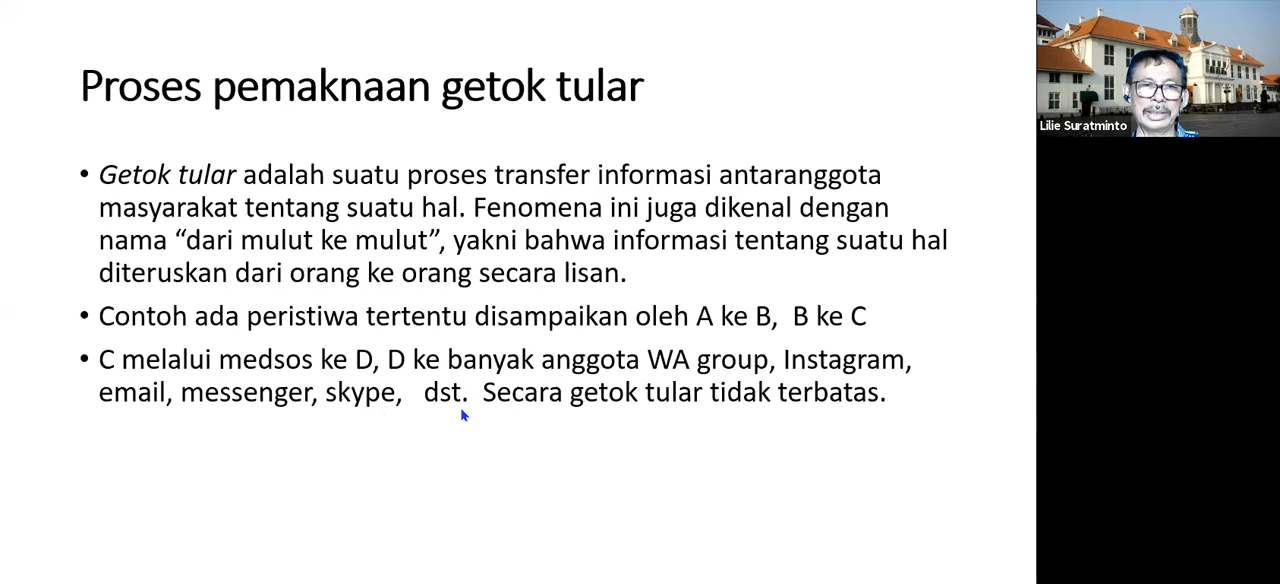 Proses pemaknaan getok tular
• Getok tular adalah suatu proses transfer informasi antaranggota
masyarakat tentang suatu hal. Fenomena ini juga dikenal dengan
nama “dari mulut ke mulut”, yakni bahwa informasi tentang suatu hal
diteruskan dari orang ke orang secara lisan.
• Contoh ada peristiwa tertentu disampaikan oleh A ke B,  B ke C
• C melalui medsos ke D, D ke banyak anggota WA group, Instagram,
email, messenger, skype,   dst.  Secara getok tular tidak terbatas.
Lilie Suratminto